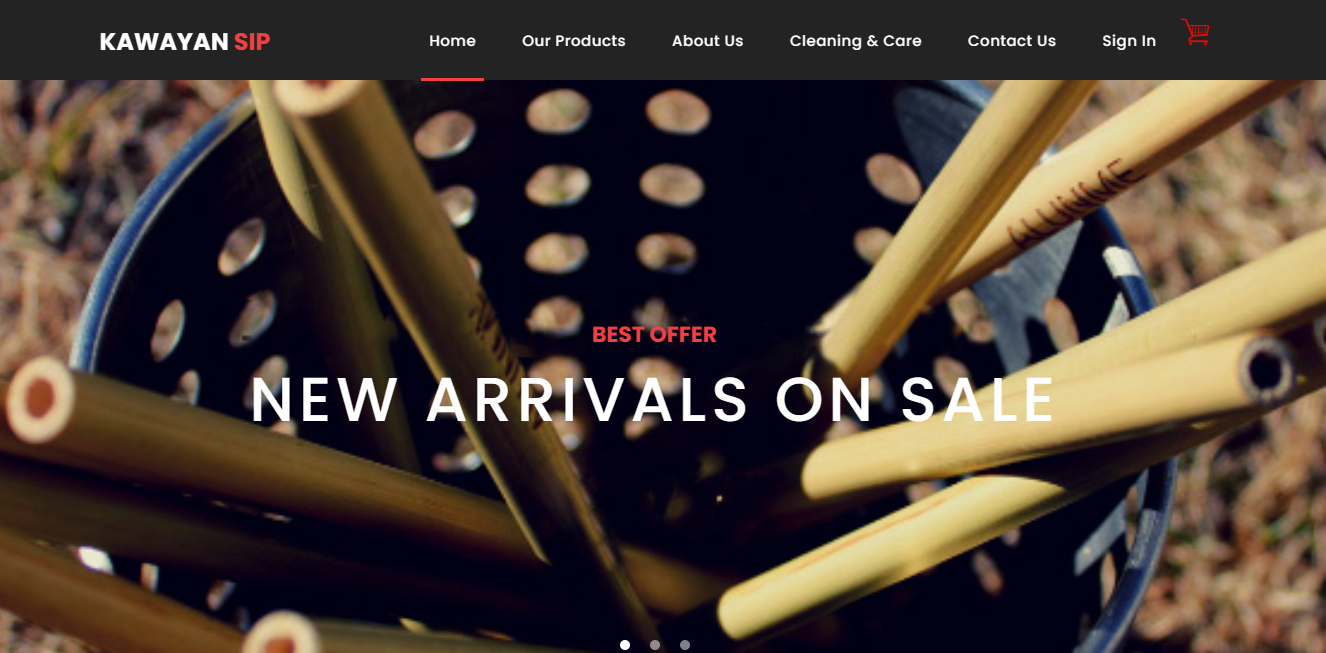 KAWAYAN SIP
Home
Our Products
About Us
Cleaning & Care
Contact Us
Sign In
BEST OFFER
NEW ARRIVALS ON SALE